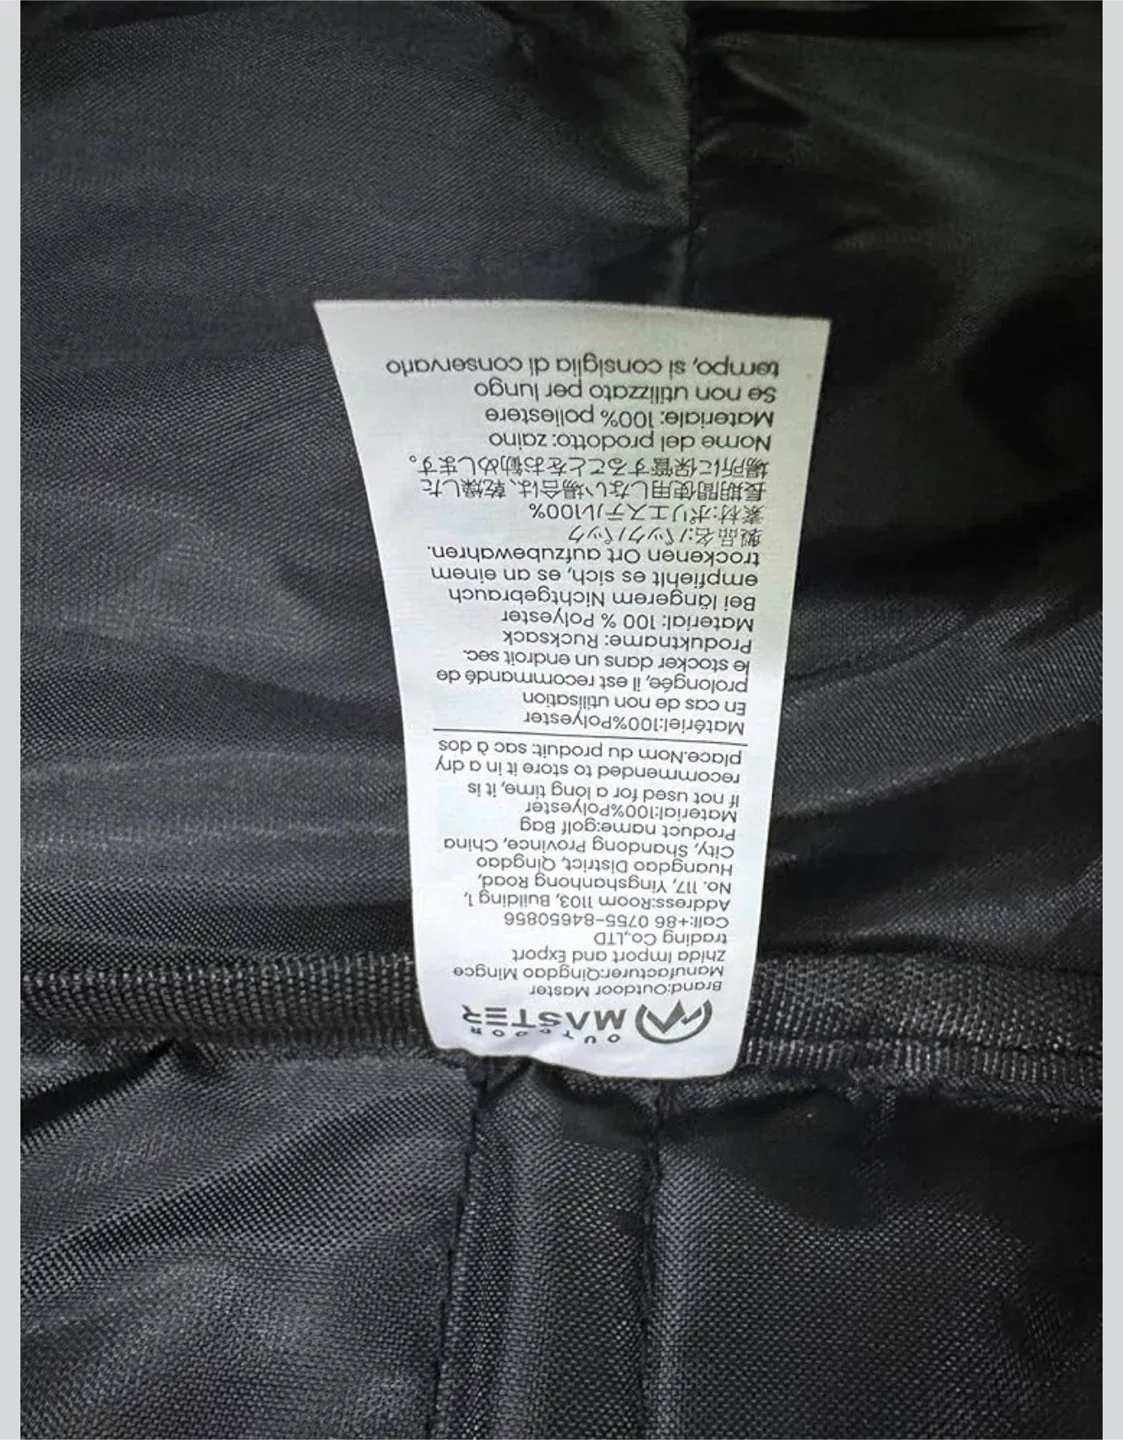 OUTDOOR
MASTER
Brand:Outdoor Master
Manufacturer:Qingdao Mingce
zhida Import and Export
trading Co.,LTD
Call:+86 0755-84650856
Address:Room 1103, Building 1,
No. 117, Yingshanhong Road,
Huangdao District, Qingdao
City, Shandong Province, China
Product name:golf Bag
Material:100%Polyester
If not used for a long time, it is
recommended to store it in a dry
place.Nom du produit: sac à dos
Matériel:100%Polyester
En cas de non utilisation
prolongée, il est recommandé de
le stocker dans un endroit sec.
Produktname: Rucksack
Material: 100 % Polyester
Bei längerem Nichtgebrauch
empfiehlt es sich, es an einem
trockenen Ort aufzubewahren.
製品名:バックパック
素材:ポリエステル100%
長期間使用しない場合は、乾燥した
場所に保管することをお勧めします。
Norme del prodotto: zaino
Materiale: 100% poliestere
Se non utilizzato per lungo
tempo, si consiglia di conservarlo